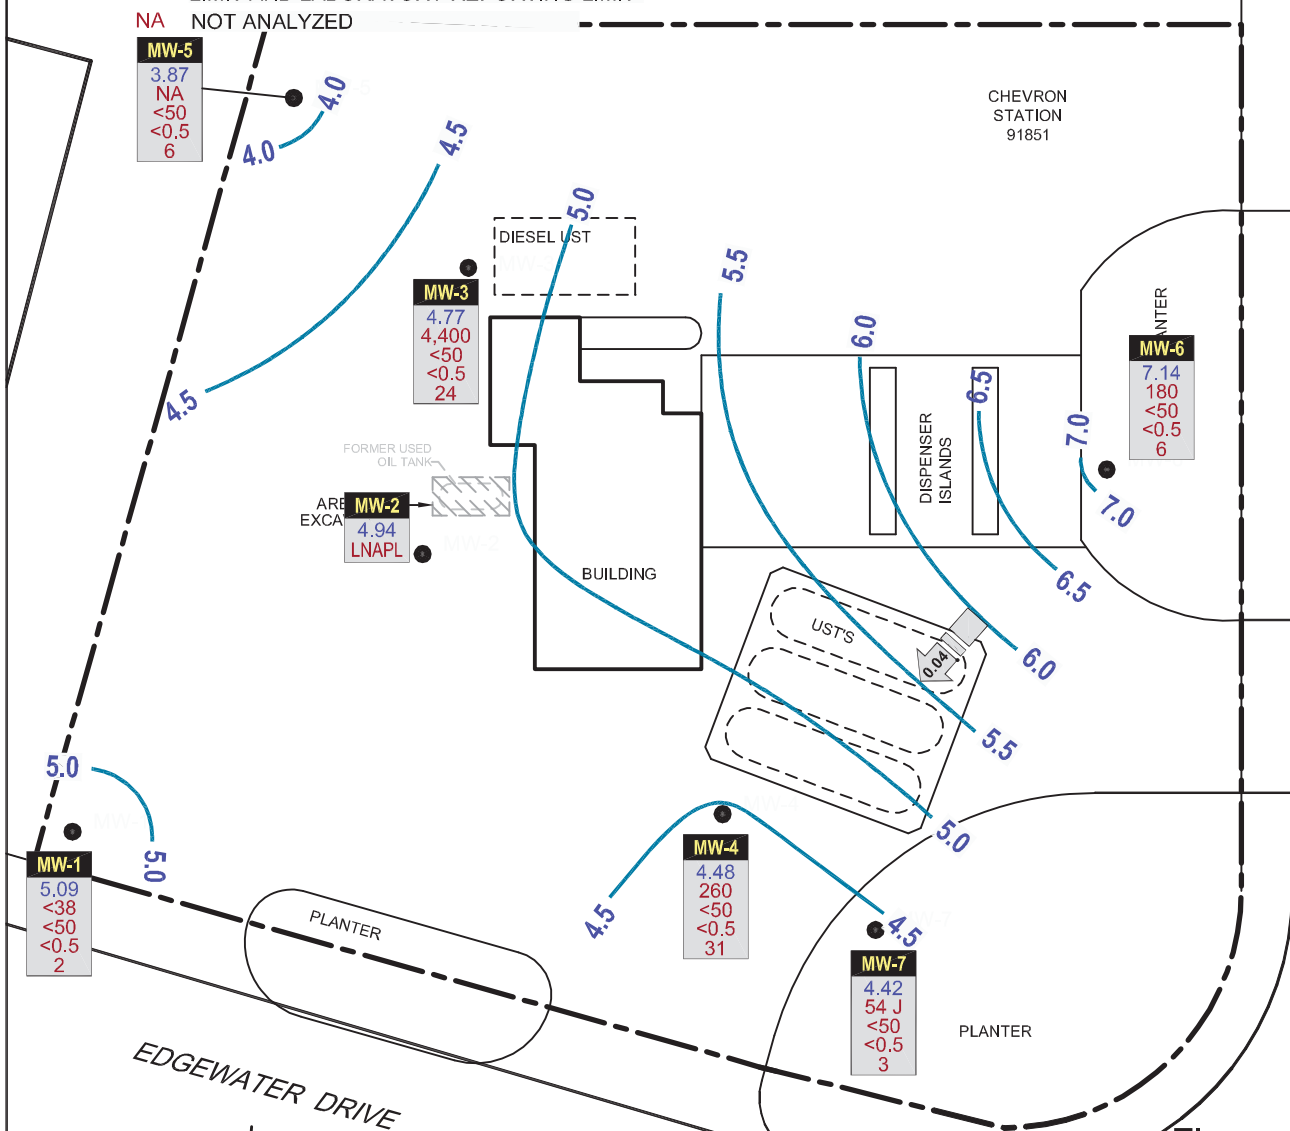 NA NOT ANALYZED
MW-5
3.87
NA
<50
<0.5
6
4.0
4.0
4.5
4.5
CHEVRON
STATION
91851
5.0
DIESEL UST
MW-3
4.77
4,400
<50
<0.5
24
5.5
6.0
6.5
7.0
7.0
MW-6
7.14
180
<50
<0.5
6
DISPENSER
ISLANDS
FORMER USED
OIL TANK
MW-2
4.94
LNAPL
BUILDING
UST'S
0.04
6.5
6.0
5.5
5.0
5.0
5.0
MW-1
5.09
<38
<50
<0.5
2
MW-4
4.48
260
<50
<0.5
31
4.5
4.5
MW-7
4.42
54 J
<50
<0.5
3
PLANTER
PLANTER
EDGEWATER DRIVE